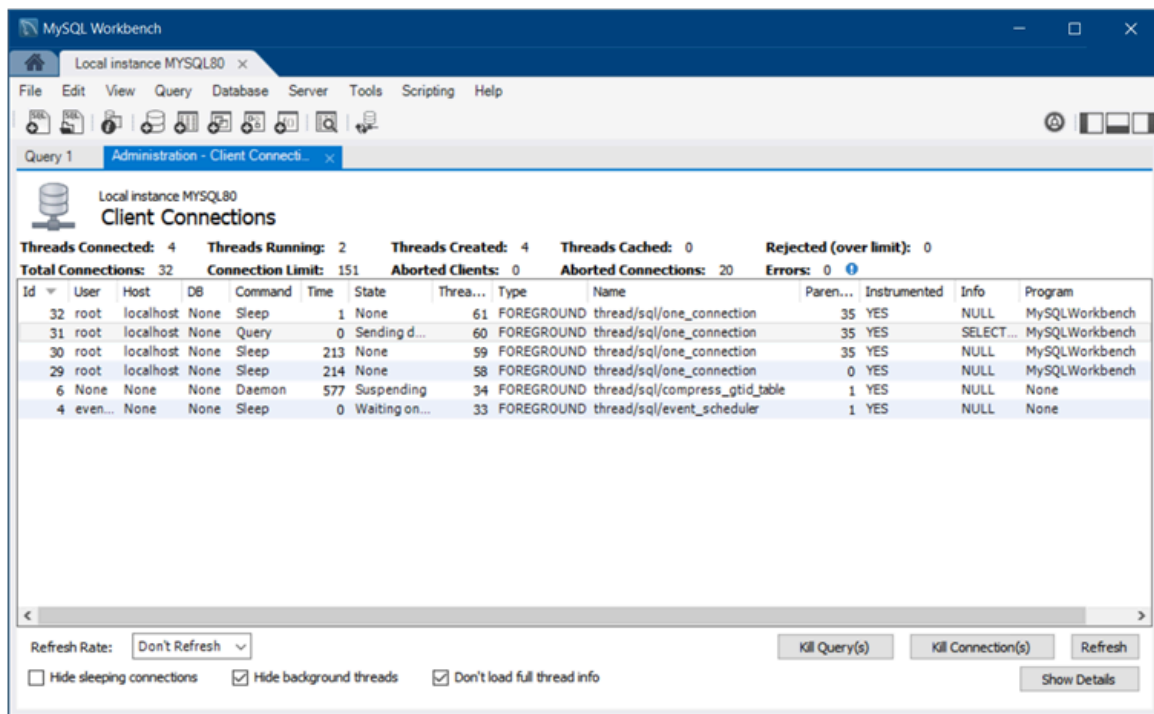 MySQL Workbench
Local instance MYSQL80
File Edit View Query Database Server Tools Scripting Help
Query 1 Administration - Client Connecti...
Local instance MYSQL80
Client Connections
Threads Connected: 4 Threads Running: 2 Threads Created: 4 Threads Cached: 0 Rejected (over limit): 0
Total Connections: 32 Connection Limit: 151 Aborted Clients: 0 Aborted Connections: 20 Errors: 0
Id User Host DB Command Time State Threa... Type Name Paren... Instrumented Info Program
32 root localhost None Sleep 1 None 61 FOREGROUND thread/sql/one_connection 35 YES NULL MySQLWorkbench
31 root localhost None Query 0 Sending d... 60 FOREGROUND thread/sql/one_connection 35 YES SELECT... MySQLWorkbench
30 root localhost None Sleep 213 None 59 FOREGROUND thread/sql/one_connection 35 YES NULL MySQLWorkbench
29 root localhost None Sleep 214 None 58 FOREGROUND thread/sql/one_connection 0 YES NULL MySQLWorkbench
6 None None None Daemon 577 Suspending 34 FOREGROUND thread/sql/compress_gtid_table 1 YES NULL None
4 even... None None Sleep 0 Waiting on... 33 FOREGROUND thread/sql/event_scheduler 1 YES NULL None
Refresh Rate: Don't Refresh Kill Query(s) Kill Connection(s) Refresh
Hide sleeping connections Hide background threads Don't load full thread info Show Details